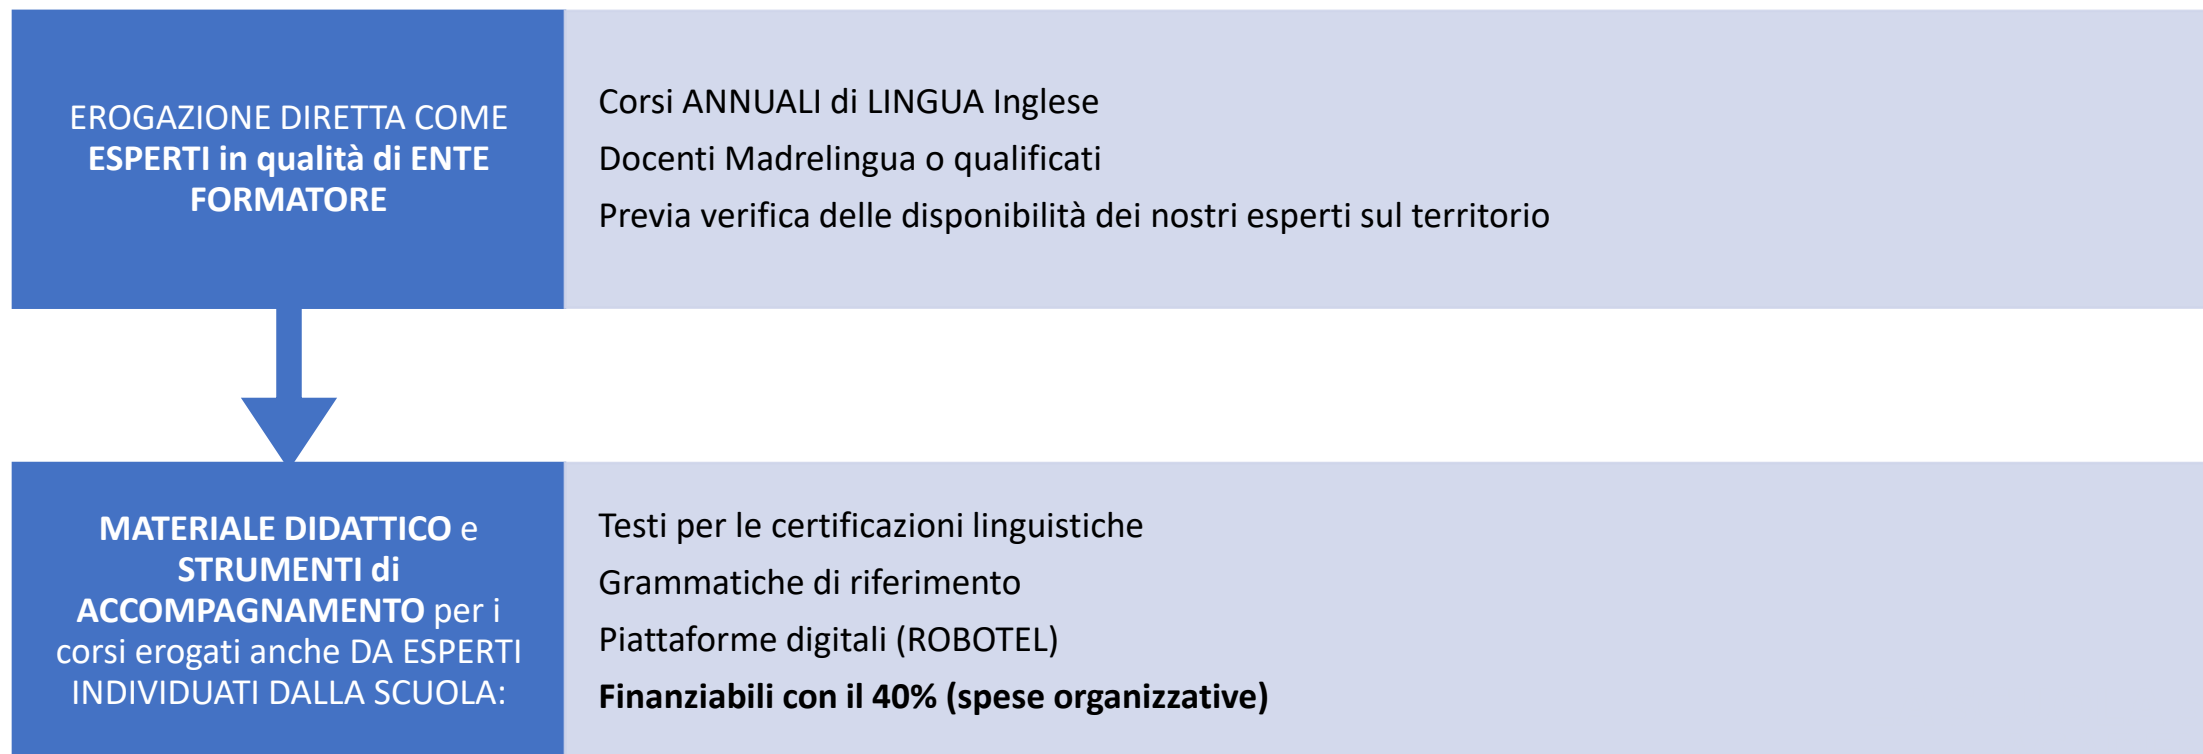 EROGAZIONE DIRETTA COME
ESPERTI in qualità di ENTE
FORMATORE
Corsi ANNUALI di LINGUA Inglese
Docenti Madrelingua o qualificati
Previa verifica delle disponibilità dei nostri esperti sul territorio
MATERIALE DIDATTICO e
STRUMENTI di
ACCOMPAGNAMENTO per i
corsi erogati anche DA ESPERTI
INDIVIDUATI DALLA SCUOLA:
Testi per le certificazioni linguistiche
Grammatiche di riferimento
Piattaforme digitali (ROBOTEL)
Finanziabili con il 40% (spese organizzative)